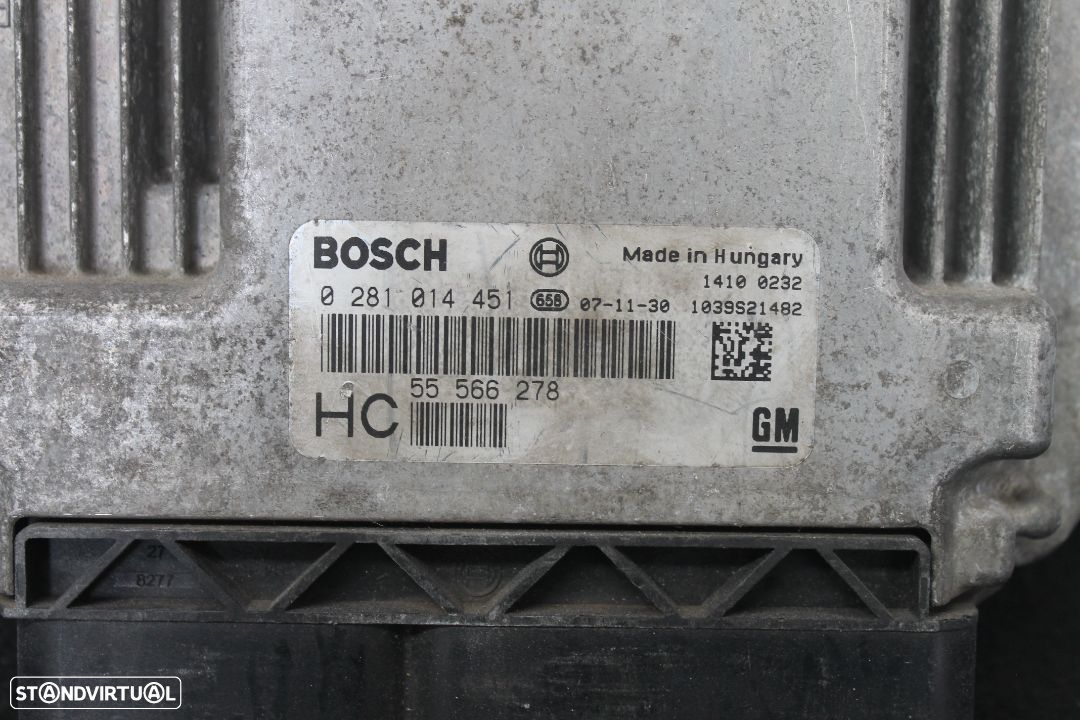 BOSCH
Made in Hungary
1410 0232
0 281 014 451 656 07-11-30 1039S21482
55 566 278
HC
GM
27
8277
STANDVIRTUAL